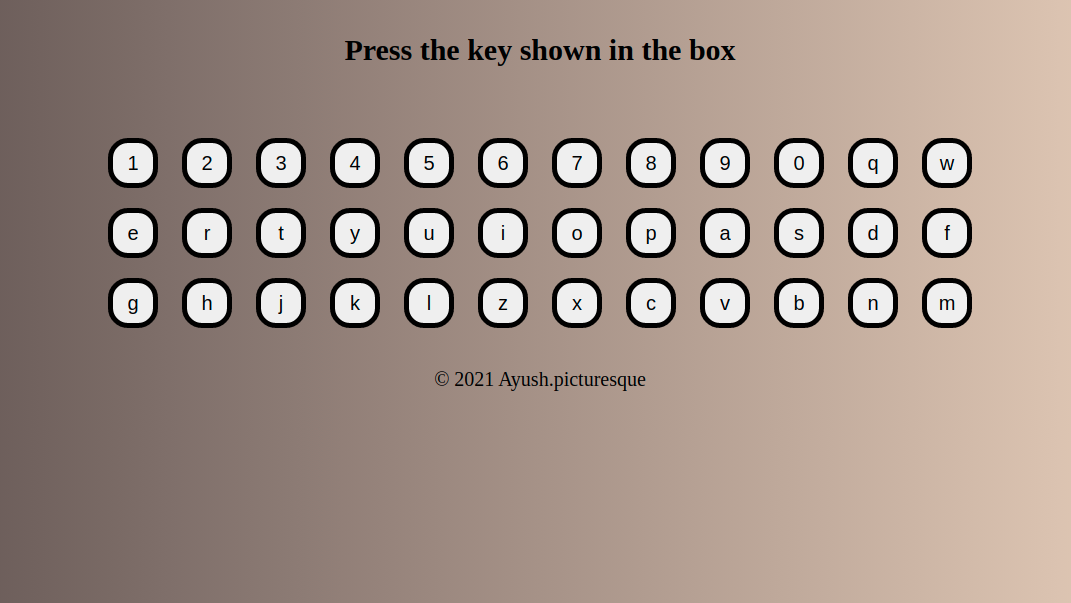 Press the key shown in the box
1 2 3 4 5 6 7 8 9 0 q w
e r t y u i o p a s d f
g h j k l z x c v b n m
© 2021 Ayush.picturesque